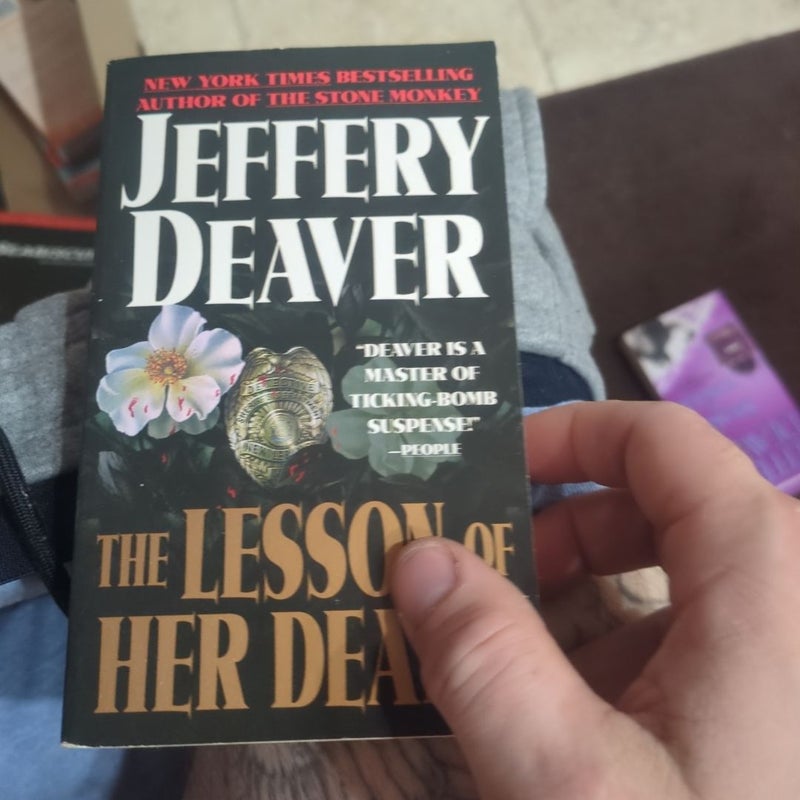 NEW YORK TIMES BESTSELLING
AUTHOR OF THE STONE MONKEY
JEFFERY
DEAVER
"DEAVER IS A
MASTER OF
TICKING-BOMB
SUSPENSE!"
—PEOPLE
THE LESSON OF
HER DEA